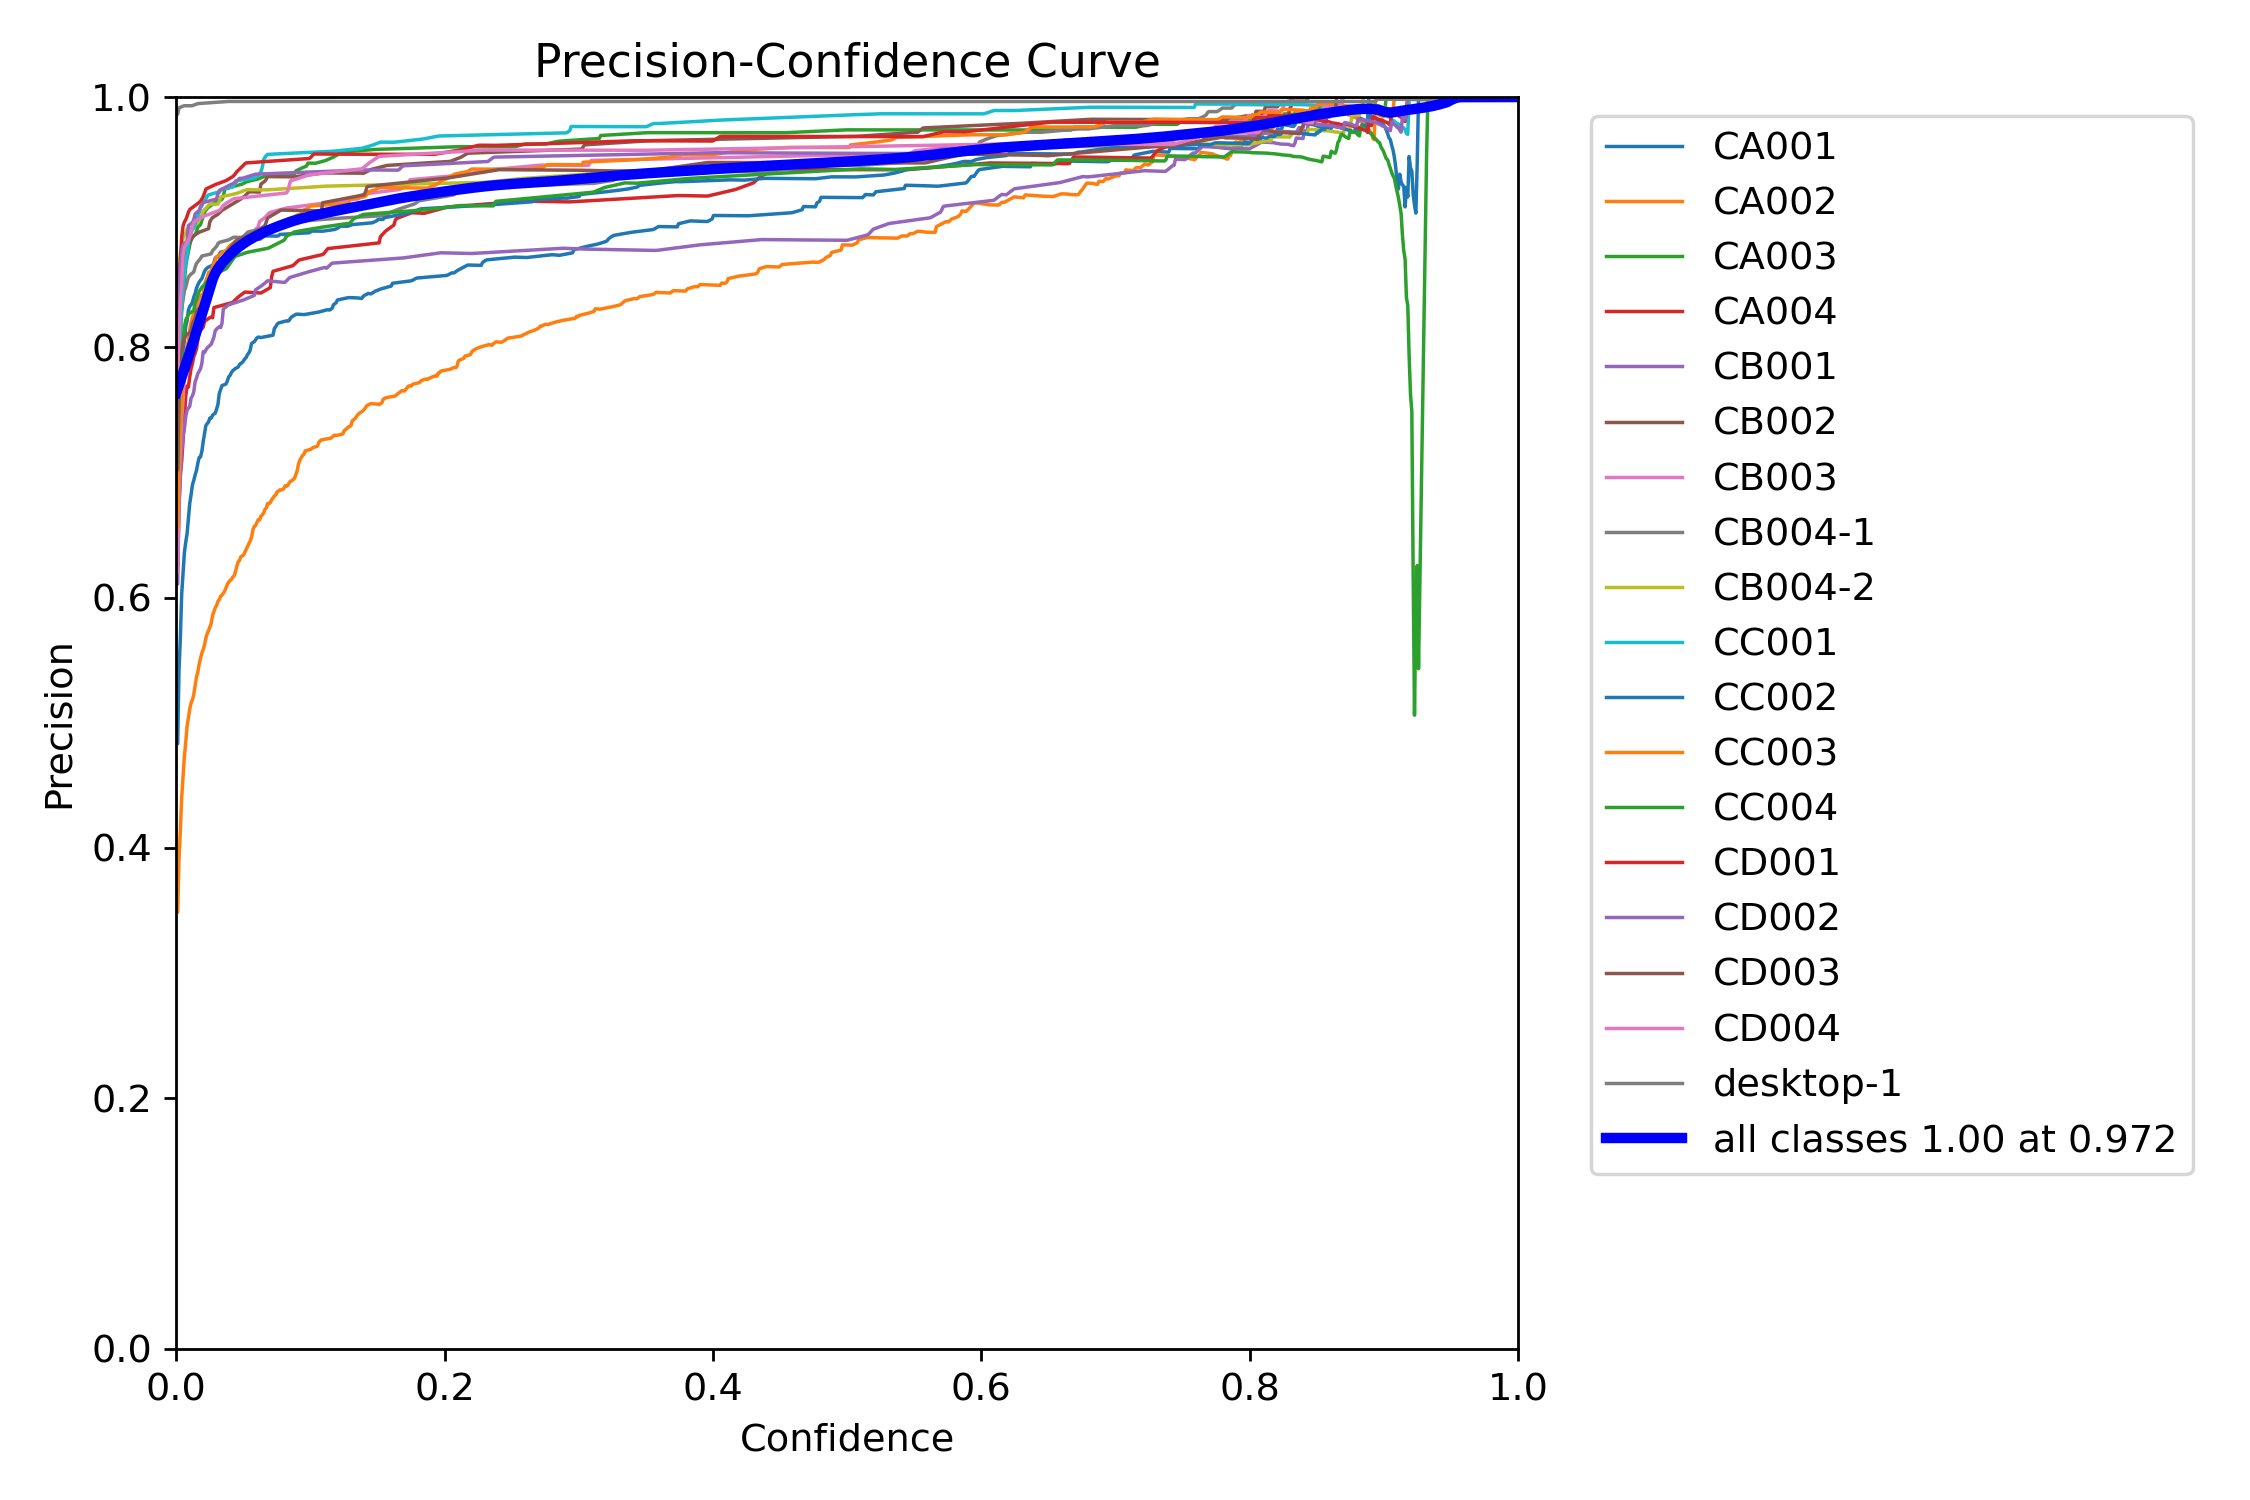 Precision-Confidence Curve
1.0
0.8
0.6
0.4
0.2
0.0
Precision
0.0 0.2 0.4 0.6 0.8 1.0
Confidence
CA001
CA002
CA003
CA004
CB001
CB002
CB003
CB004-1
CB004-2
CC001
CC002
CC003
CC004
CD001
CD002
CD003
CD004
desktop-1
all classes 1.00 at 0.972